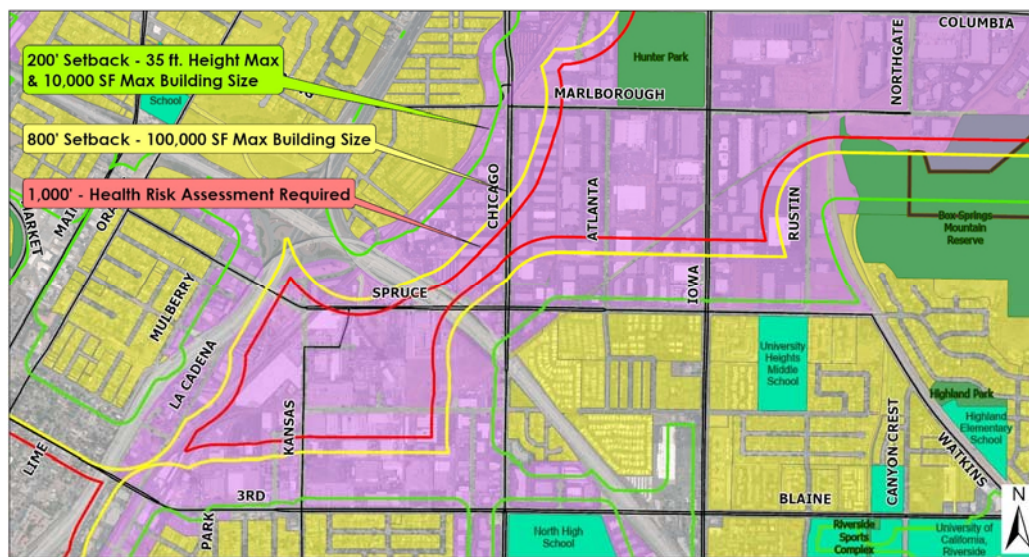 COLUMBIA
NORTHGATE
Hunter Park
200' Setback - 35 ft. Height Max
& 10,000 SF Max Building Size
School
MARLBOROUGH
800' Setback - 100,000 SF Max Building Size
1,000' - Health Risk Assessment Required
CHICAGO
ATLANTA
RUSTIN
MARKET
MAIN
Box Springs
Mountain
Reserve
IOWA
SPRUCE
MULBERRY
LA CADENA
University
Heights
Middle
School
Highland Park
Highland
Elementary
School
CANYON CREST
WATKINS
KANSAS
LIME
3RD
BLAINE
PARK
North High
School
Riverside
Sports
Complex
University of
California,
Riverside
N